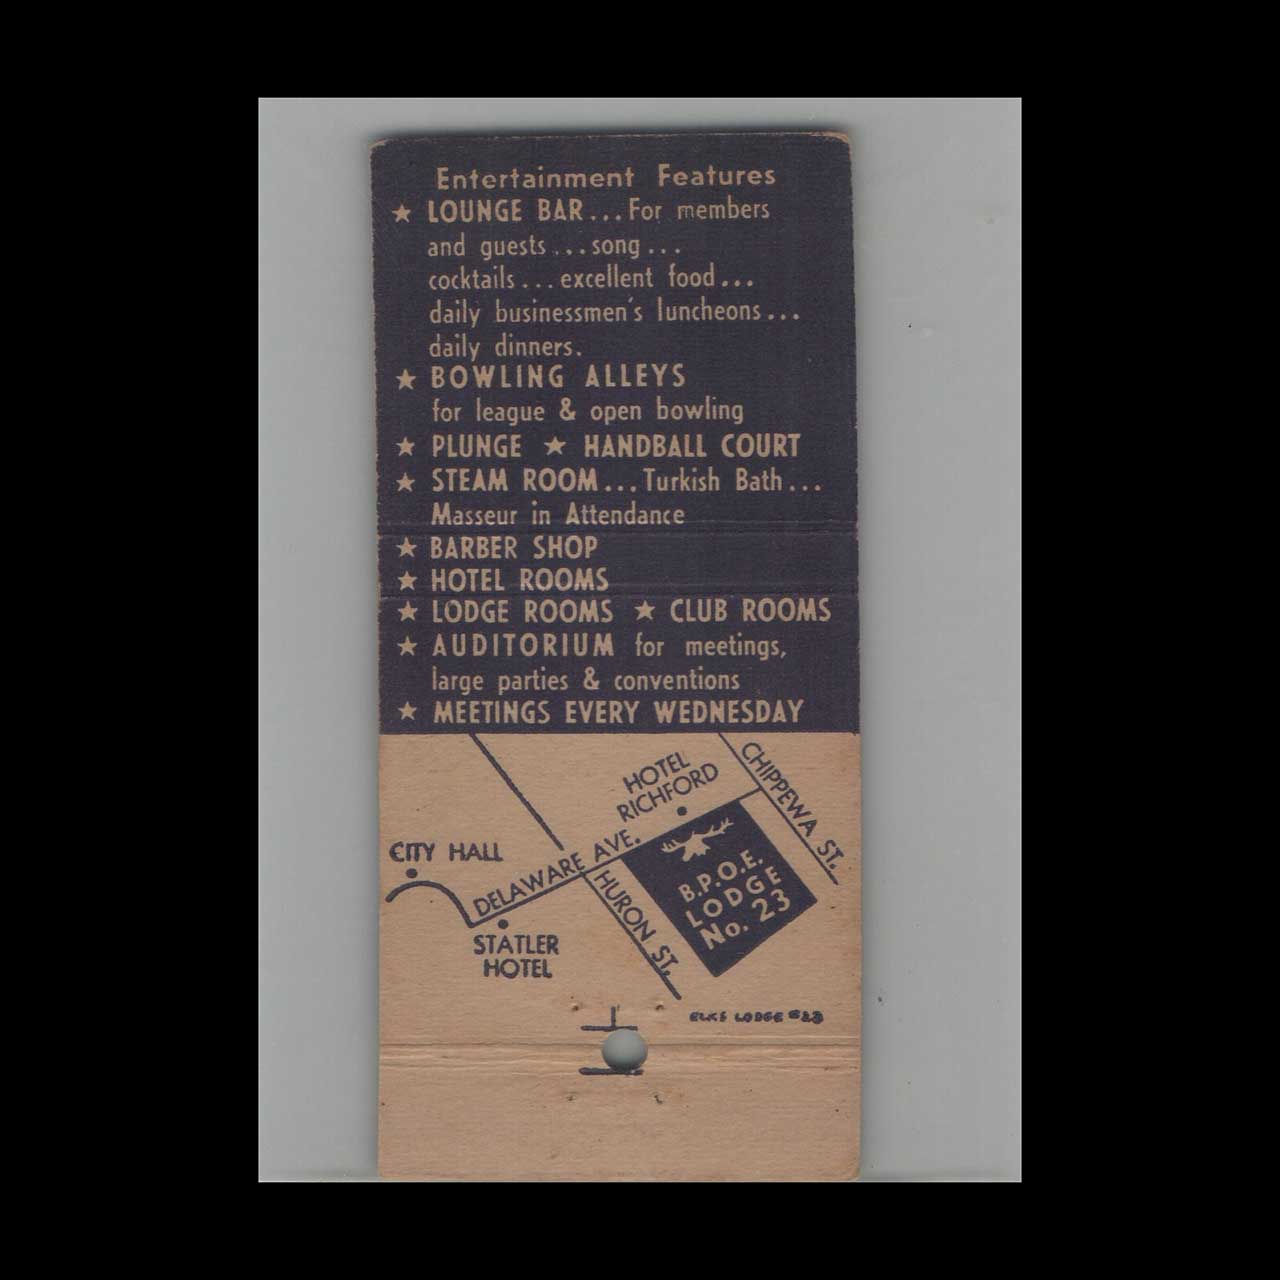 Entertainment Features
★ LOUNGE BAR...For members
and guests...song...
cocktails...excellent food...
daily businessmen's luncheons...
daily dinners.
★ BOWLING ALLEYS
for league & open bowling
★ PLUNGE ★ HANDBALL COURT
★ STEAM ROOM...Turkish Bath...
Masseur in Attendance
★ BARBER SHOP
★ HOTEL ROOMS
★ LODGE ROOMS ★ CLUB ROOMS
★ AUDITORIUM for meetings,
large parties & conventions
★ MEETINGS EVERY WEDNESDAY
CHIPPEWA ST.
HOTEL
RICHFORD
CITY HALL
DELAWARE AVE.
B.P.O.E.
LODGE
No. 23
HURON ST.
STATLER
HOTEL
ELKS LODGE #23